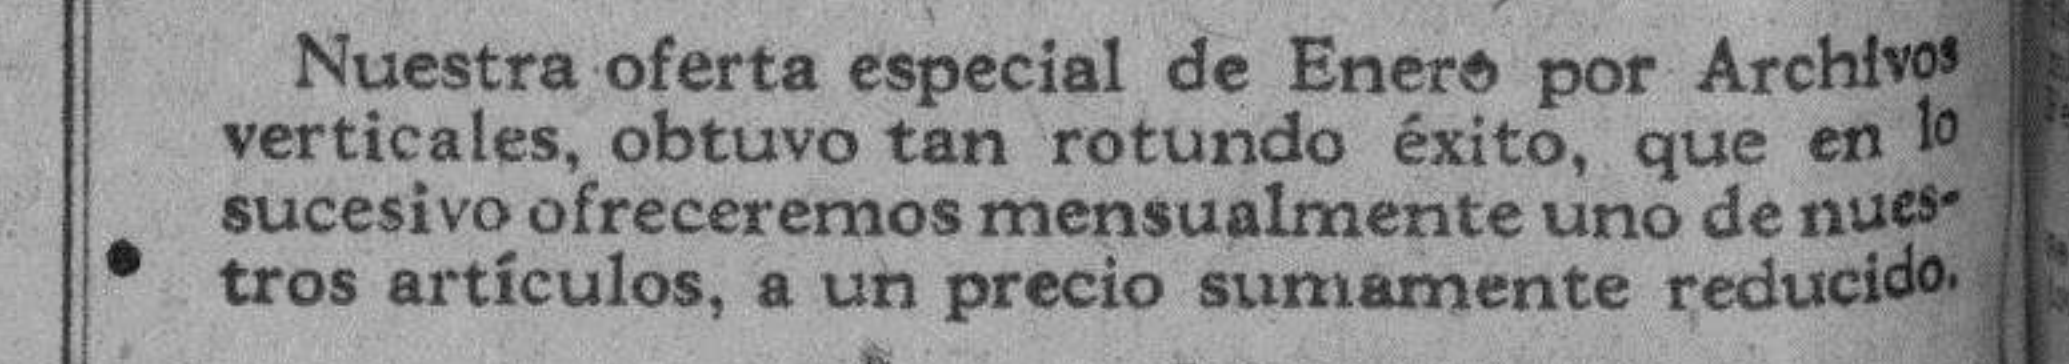 Nuestra oferta especial de Enero por Archivos
verticales, obtuvo tan rotundo éxito, que en lo
sucesivo ofreceremos mensualmente uno de nues-
tros artículos, a un precio sumamente reducido.